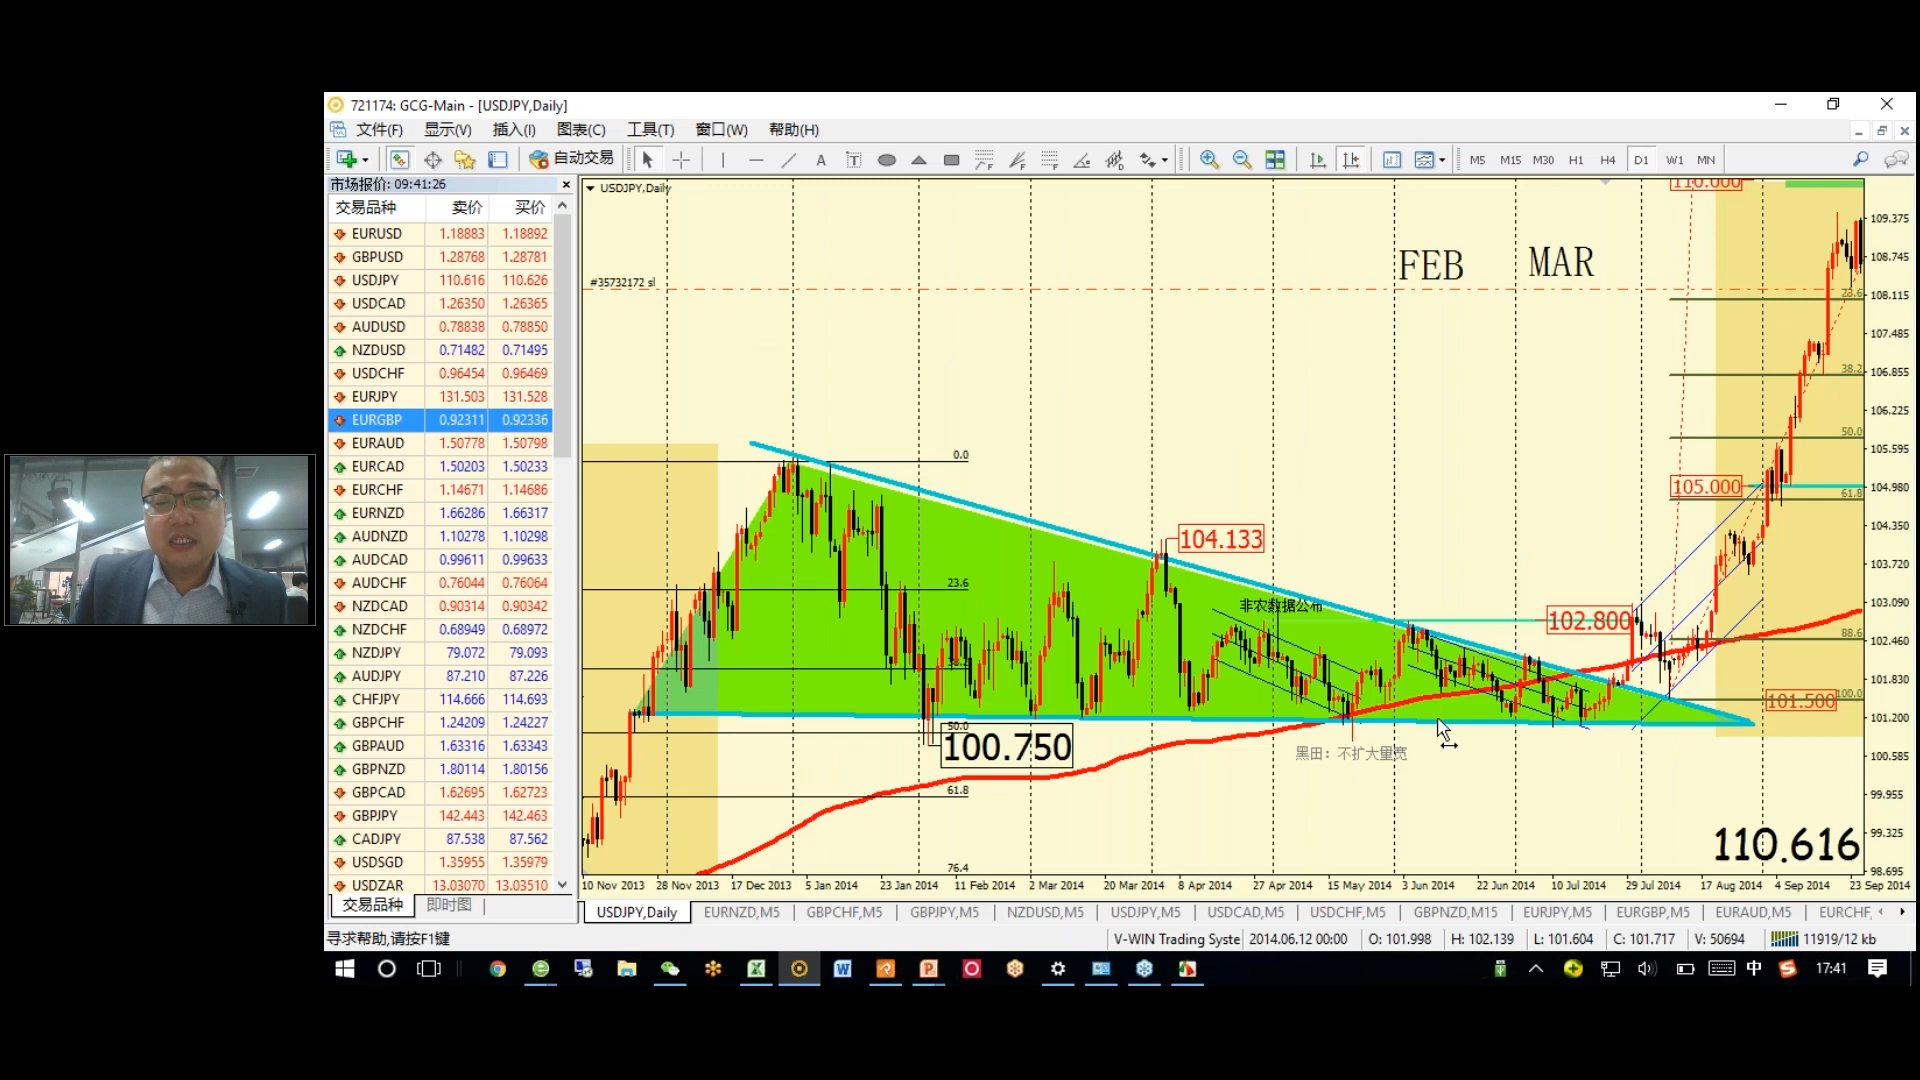 721174: GCG-Main - [USDJPY,Daily]
文件(F) 显示(V) 插入(I) 图表(C) 工具(T) 窗口(W) 帮助(H)
自动交易 M5 M15 M30 H1 H4 D1 W1 MN
市场报价: 09:41:26
交易品种 卖价 买价
EURUSD 1.18883 1.18892
GBPUSD 1.28768 1.28781
USDJPY 110.616 110.626
USDCAD 1.26350 1.26365
AUDUSD 0.78838 0.78850
NZDUSD 0.71482 0.71495
USDCHF 0.96454 0.96469
EURJPY 131.503 131.528
EURGBP 0.92311 0.92336
EURAUD 1.50778 1.50798
EURCAD 1.50203 1.50233
EURCHF 1.14671 1.14686
EURNZD 1.66286 1.66317
AUDNZD 1.10278 1.10298
AUDCAD 0.99611 0.99633
AUDCHF 0.76044 0.76064
NZDCAD 0.90314 0.90342
NZDCHF 0.68949 0.68972
NZDJPY 79.072 79.093
AUDJPY 87.210 87.226
CHFJPY 114.666 114.693
GBPCHF 1.24209 1.24227
GBPAUD 1.63316 1.63343
GBPNZD 1.80114 1.80156
GBPCAD 1.62695 1.62723
GBPJPY 142.443 142.463
CADJPY 87.538 87.562
USDSGD 1.35955 1.35979
USDZAR 13.03070 13.03510
交易品种 即时图
USDJPY,Daily
110.000
109.375
FEB MAR
108.745
#35732172 sl
23.6
108.115
107.485
38.2
106.855
106.225
50.0
105.595
0.0
105.000
61.8
104.980
104.350
104.133
103.720
23.6
非农数据公布
103.090
102.800
88.6
102.460
101.830
101.500
100.0
101.200
50.0
100.750
黑田：不扩大量宽
100.585
61.8
99.955
110.616
99.325
76.4
98.695
10 Nov 2013 28 Nov 2013 17 Dec 2013 5 Jan 2014 23 Jan 2014 11 Feb 2014 2 Mar 2014 20 Mar 2014 8 Apr 2014 27 Apr 2014 15 May 2014 3 Jun 2014 22 Jun 2014 10 Jul 2014 29 Jul 2014 17 Aug 2014 4 Sep 2014 23 Sep 2014
USDJPY,Daily EURNZD,M5 GBPCHF,M5 GBPJPY,M5 NZDUSD,M5 USDJPY,M5 USDCAD,M5 USDCHF,M5 GBPNZD,M15 EURJPY,M5 EURGBP,M5 EURAUD,M5 EURCHF,
寻求帮助,请按F1键 V-WIN Trading Syste 2014.06.12 00:00 O: 101.998 H: 102.139 L: 101.604 C: 101.717 V: 50694 11919/12 kb
中 17:41